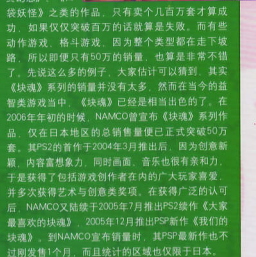 袋妖怪》之类的作品，只有卖个几百万套才算成
功，如果仅仅突破百万的话就算是失败。而有些
动作游戏、格斗游戏，因为整个类型都在走下坡
路，所以即便只有50万的销量，也算是非常不错
了。先说这么多的例子，大家估计可以猜到，其实
《块魂》系列的销量并没有太多，然而在当今的益
智类游戏当中，《块魂》已经是相当出色的了。在
2006年年初的时候，NAMCO曾宣布《块魂》系列作
品，仅在日本地区的总销售量便已正式突破50万
套。其PS2的首作于2004年3月推出后，因为创意新
颖、内容富想象力，同时画面、音乐也很有亲和力，
于是获得了包括游戏创作者在内的广大玩家喜爱，
并多次获得艺术与创意类奖项。在获得广泛的认可
后，NAMCO又陆续于2005年7月推出PS2续作《大家
最喜欢的块魂》，2005年12月推出PSP新作《我们的
块魂》。到NAMCO宣布销量时，其PSP最新作也不
过刚发售1个月，而且统计的区域也仅限于日本。